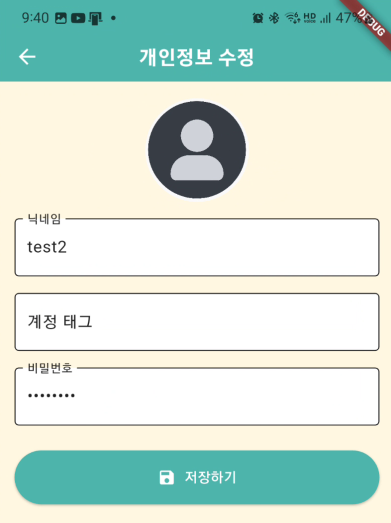 9:40
47%
DEBUG
개인정보 수정
닉네임
test2
계정 태그
비밀번호
••••••••
저장하기